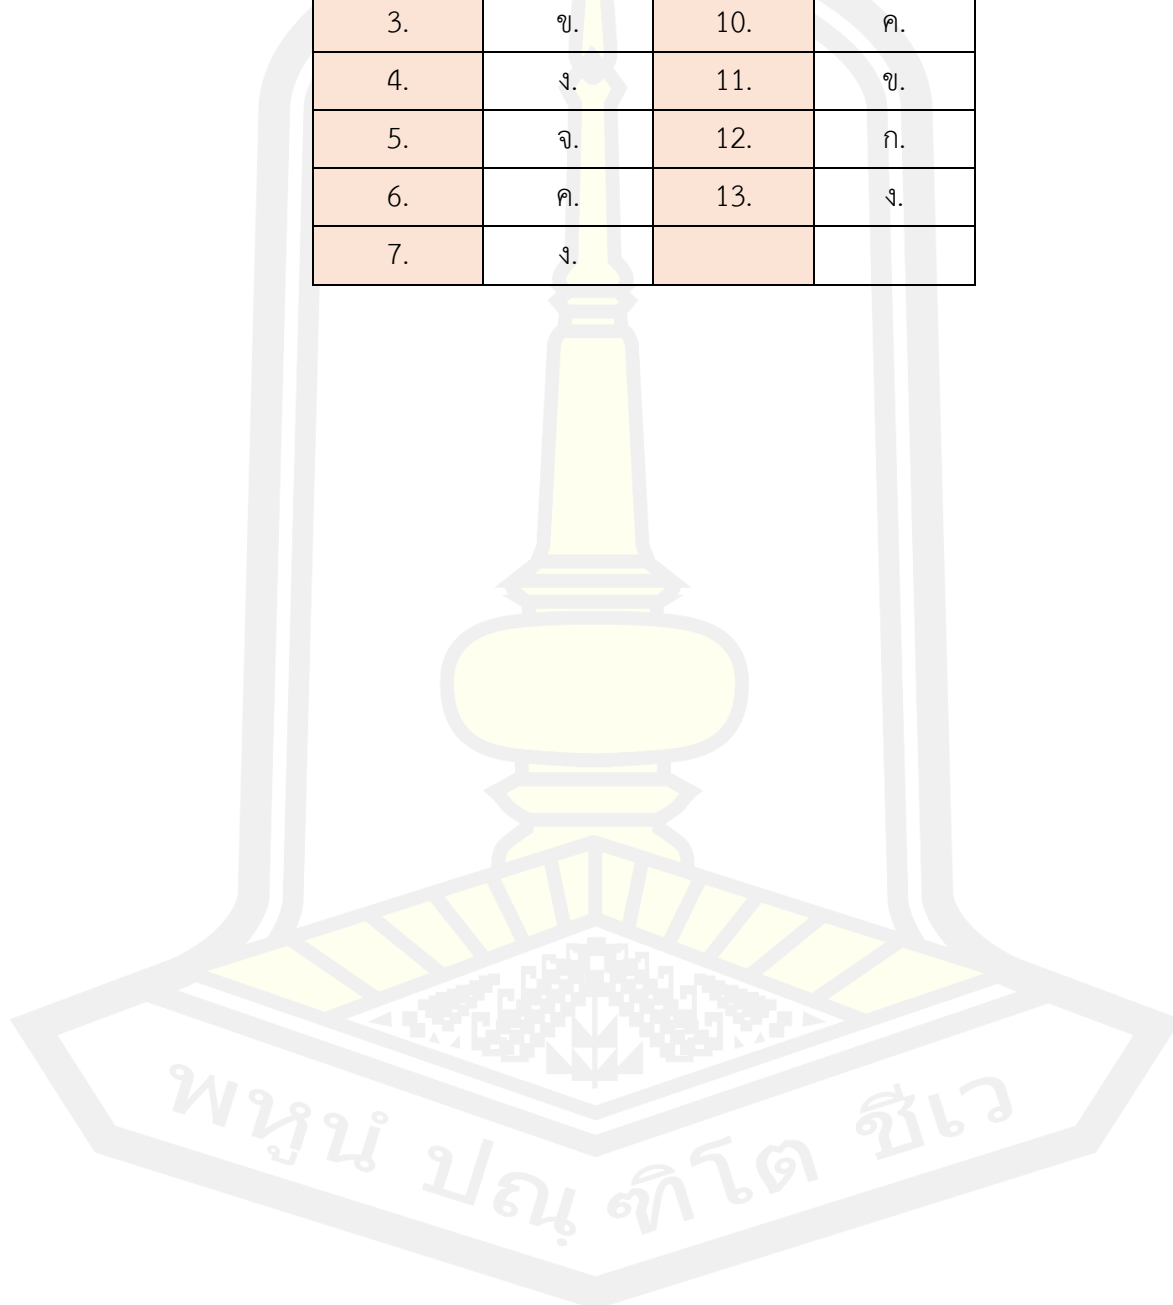 3. ข. 10. ค.
4. ง. 11. ข.
5. จ. 12. ก.
6. ค. 13. ง.
7. ง.
พหูนํ ปณฺฑิโต ชีเว